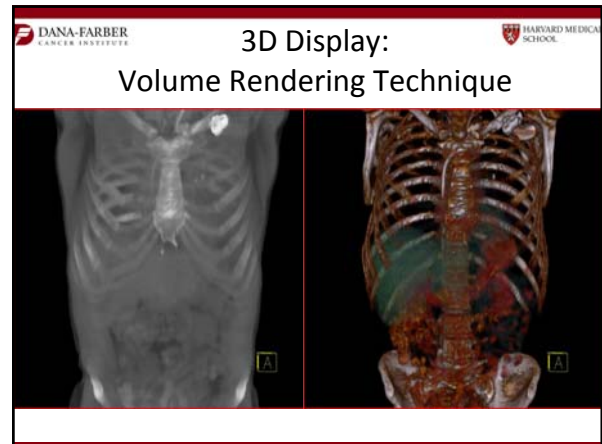 DANA-FARBER
CANCER INSTITUTE
3D Display:
Volume Rendering Technique
HARVARD MEDICAL
SCHOOL
A
A